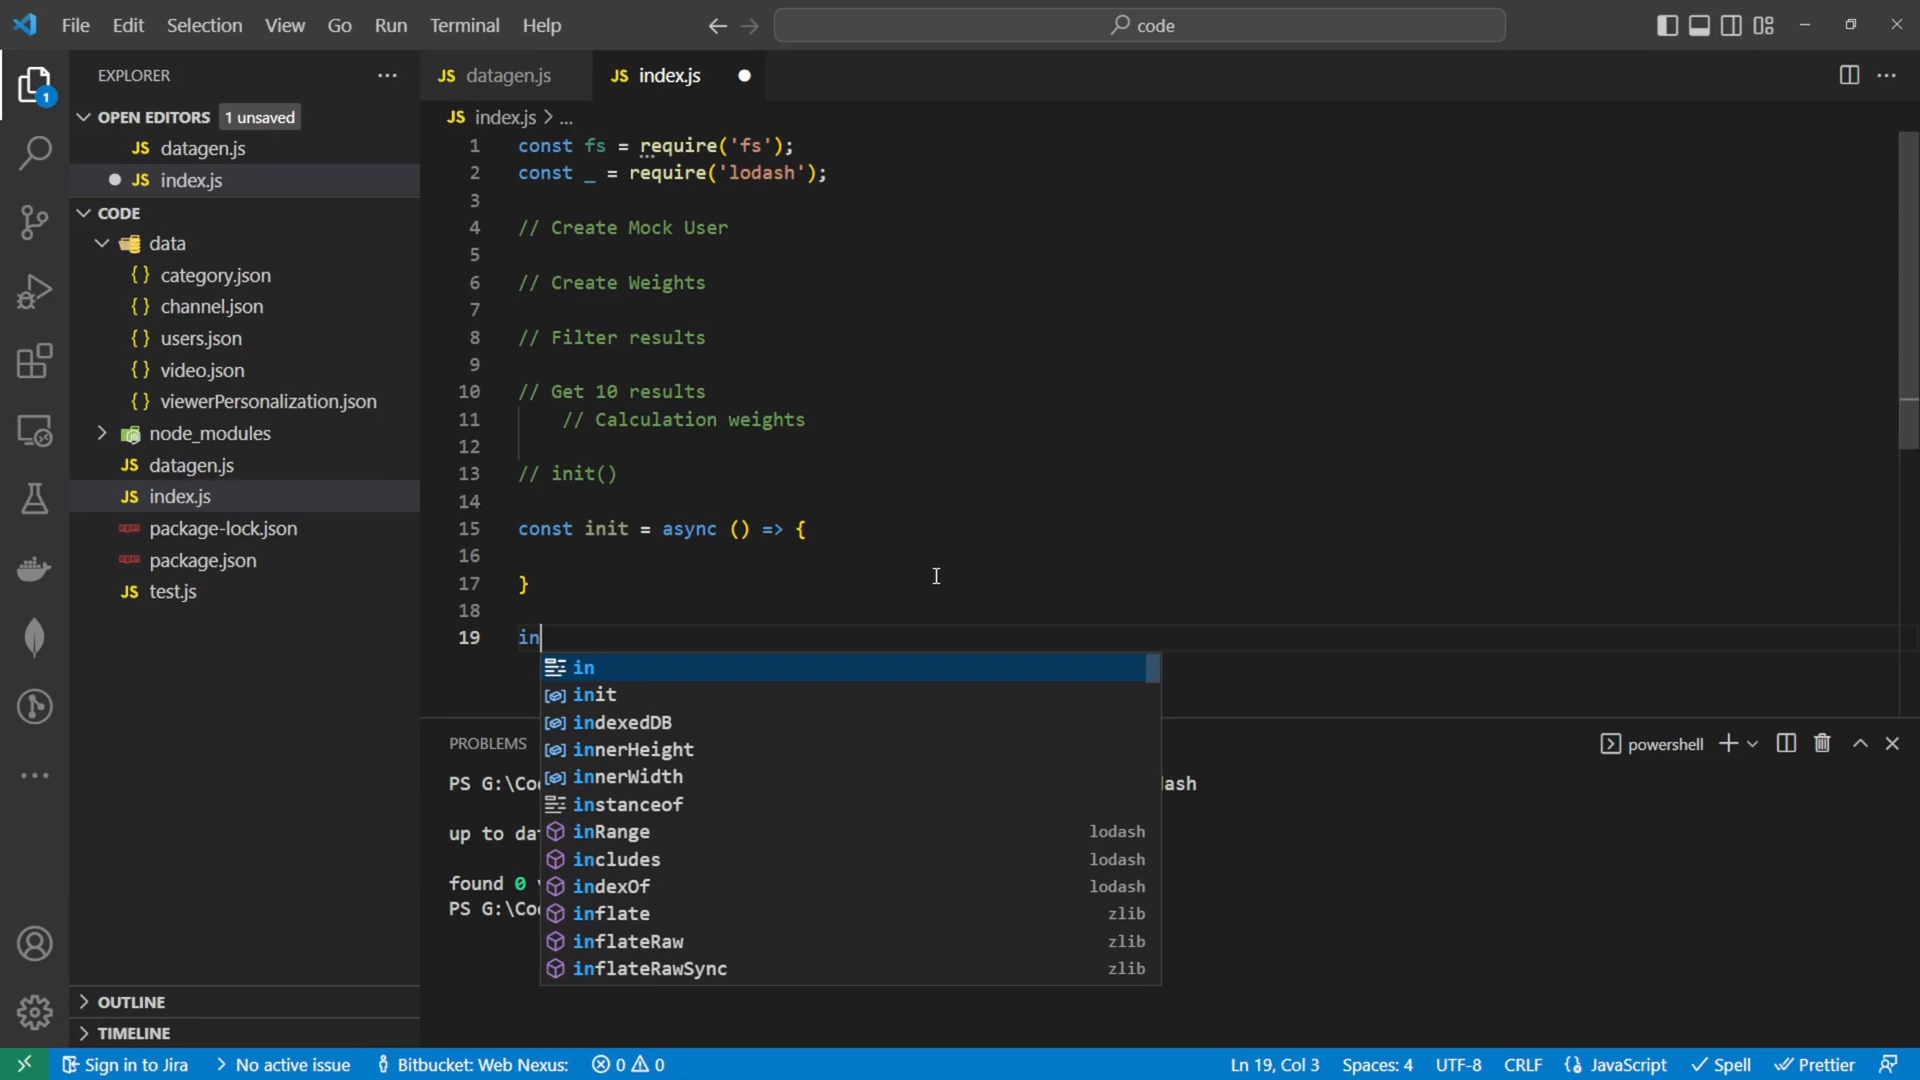 File Edit Selection View Go Run Terminal Help
code
EXPLORER
1
OPEN EDITORS 1 unsaved
JS datagen.js
JS index.js
CODE
data
{} category.json
{} channel.json
{} users.json
{} video.json
{} viewerPersonalization.json
node_modules
JS datagen.js
JS index.js
package-lock.json
package.json
JS test.js
OUTLINE
TIMELINE
JS datagen.js JS index.js
JS index.js > ...
1 const fs = require('fs');
2 const _ = require('lodash');
3
4 // Create Mock User
5
6 // Create Weights
7
8 // Filter results
9
10 // Get 10 results
11 // Calculation weights
12
13 // init()
14
15 const init = async () => {
16
17 }
18
19 in
in
init
indexedDB
innerHeight
innerWidth
instanceof
inRange lodash
includes lodash
indexOf lodash
inflate zlib
inflateRaw zlib
inflateRawSync zlib
PROBLEMS
powershell
PS G:\Co
up to
found 0
PS G:\Co
Sign in to Jira No active issue Bitbucket: Web Nexus: 0 0 Ln 19, Col 3 Spaces: 4 UTF-8 CRLF {} JavaScript Spell Prettier